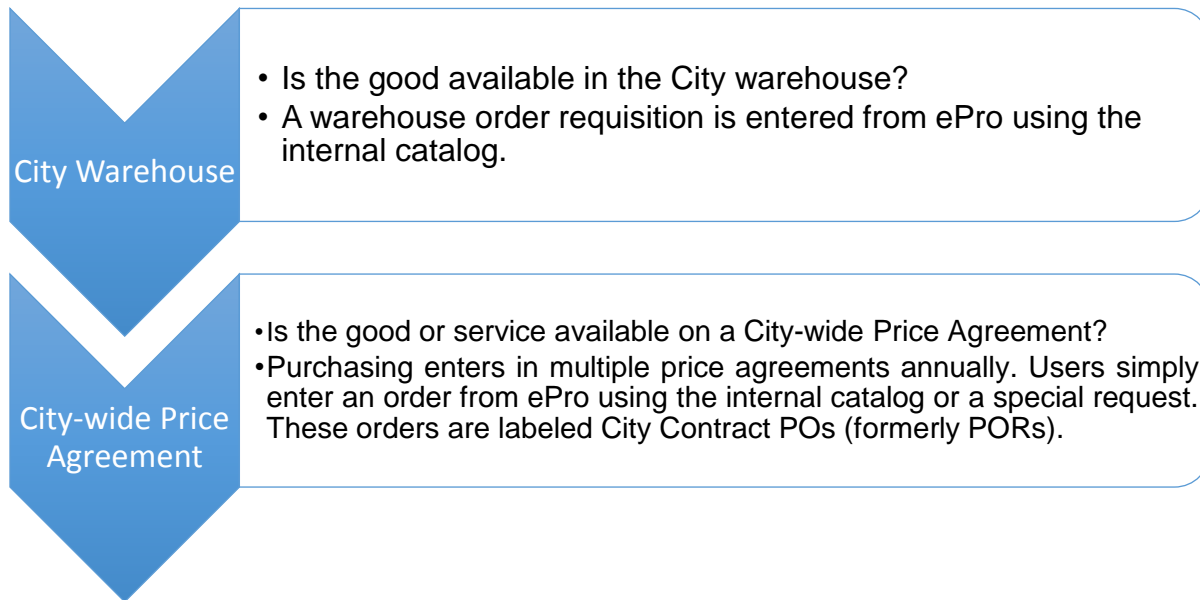 City Warehouse
• Is the good available in the City warehouse?
• A warehouse order requisition is entered from ePro using the
internal catalog.
City-wide Price
Agreement
•Is the good or service available on a City-wide Price Agreement?
•Purchasing enters in multiple price agreements annually. Users simply
enter an order from ePro using the internal catalog or a special request.
These orders are labeled City Contract POs (formerly PORs).